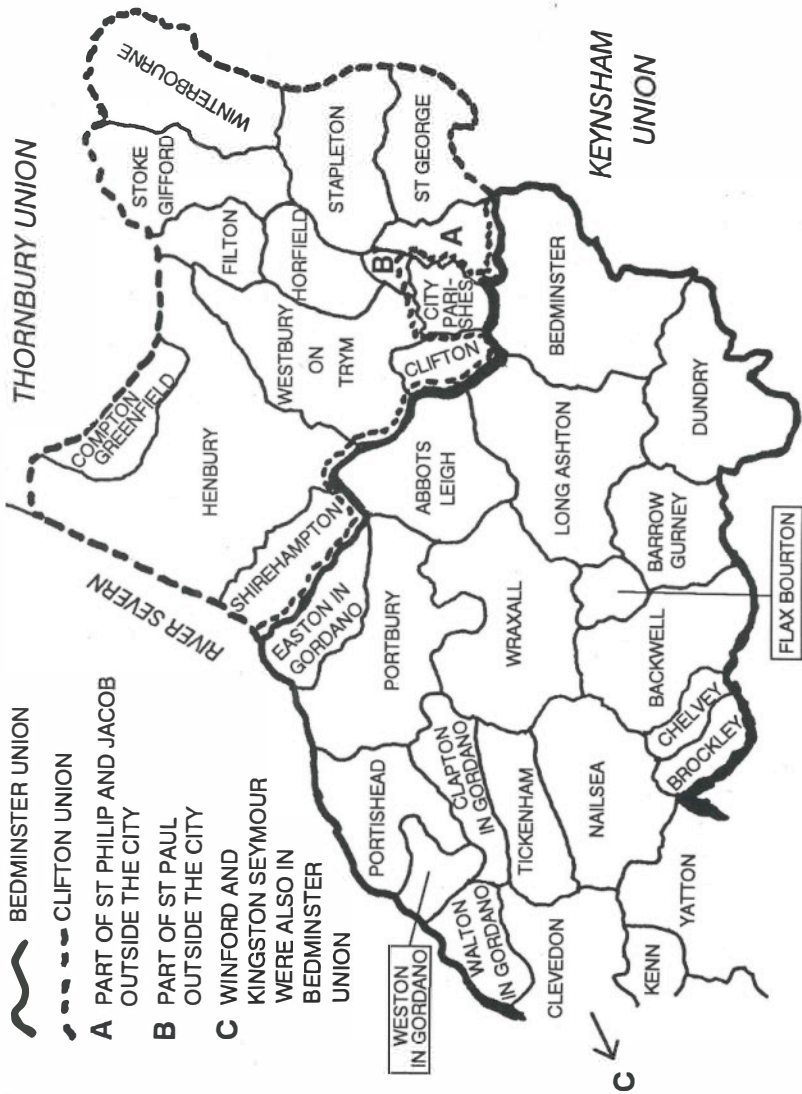 BEDMINSTER UNION
CLIFTON UNION
A PART OF ST PHILIP AND JACOB
OUTSIDE THE CITY
B PART OF ST PAUL
OUTSIDE THE CITY
C WINFORD AND
KINGSTON SEYMOUR
WERE ALSO IN
BEDMINSTER
UNION
THORNBURY UNION
RIVER SEVERN
COMPTON
GREENFIELD
HENBURY
SHIREHAMPTON
STOKE
GIFFORD
WINTERBOURNE
FILTON
HORFIELD
STAPLETON
WESTBURY
ON
TRYM
ST GEORGE
B
A
CITY
PARI-
SHES
CLIFTON
KEYNSHAM
UNION
EASTON IN
GORDANO
PORTBURY
ABBOTS
LEIGH
PORTISHEAD
WESTON
IN GORDANO
WALTON
IN GORDANO
CLAPTON
IN GORDANO
TICKENHAM
WRAXALL
LONG ASHTON
BEDMINSTER
CLEVEDON
NAILSEA
BACKWELL
BARROW
GURNEY
DUNDRY
CHELVEY
BROCKLEY
KENN
YATTON
FLAX BOURTON
C